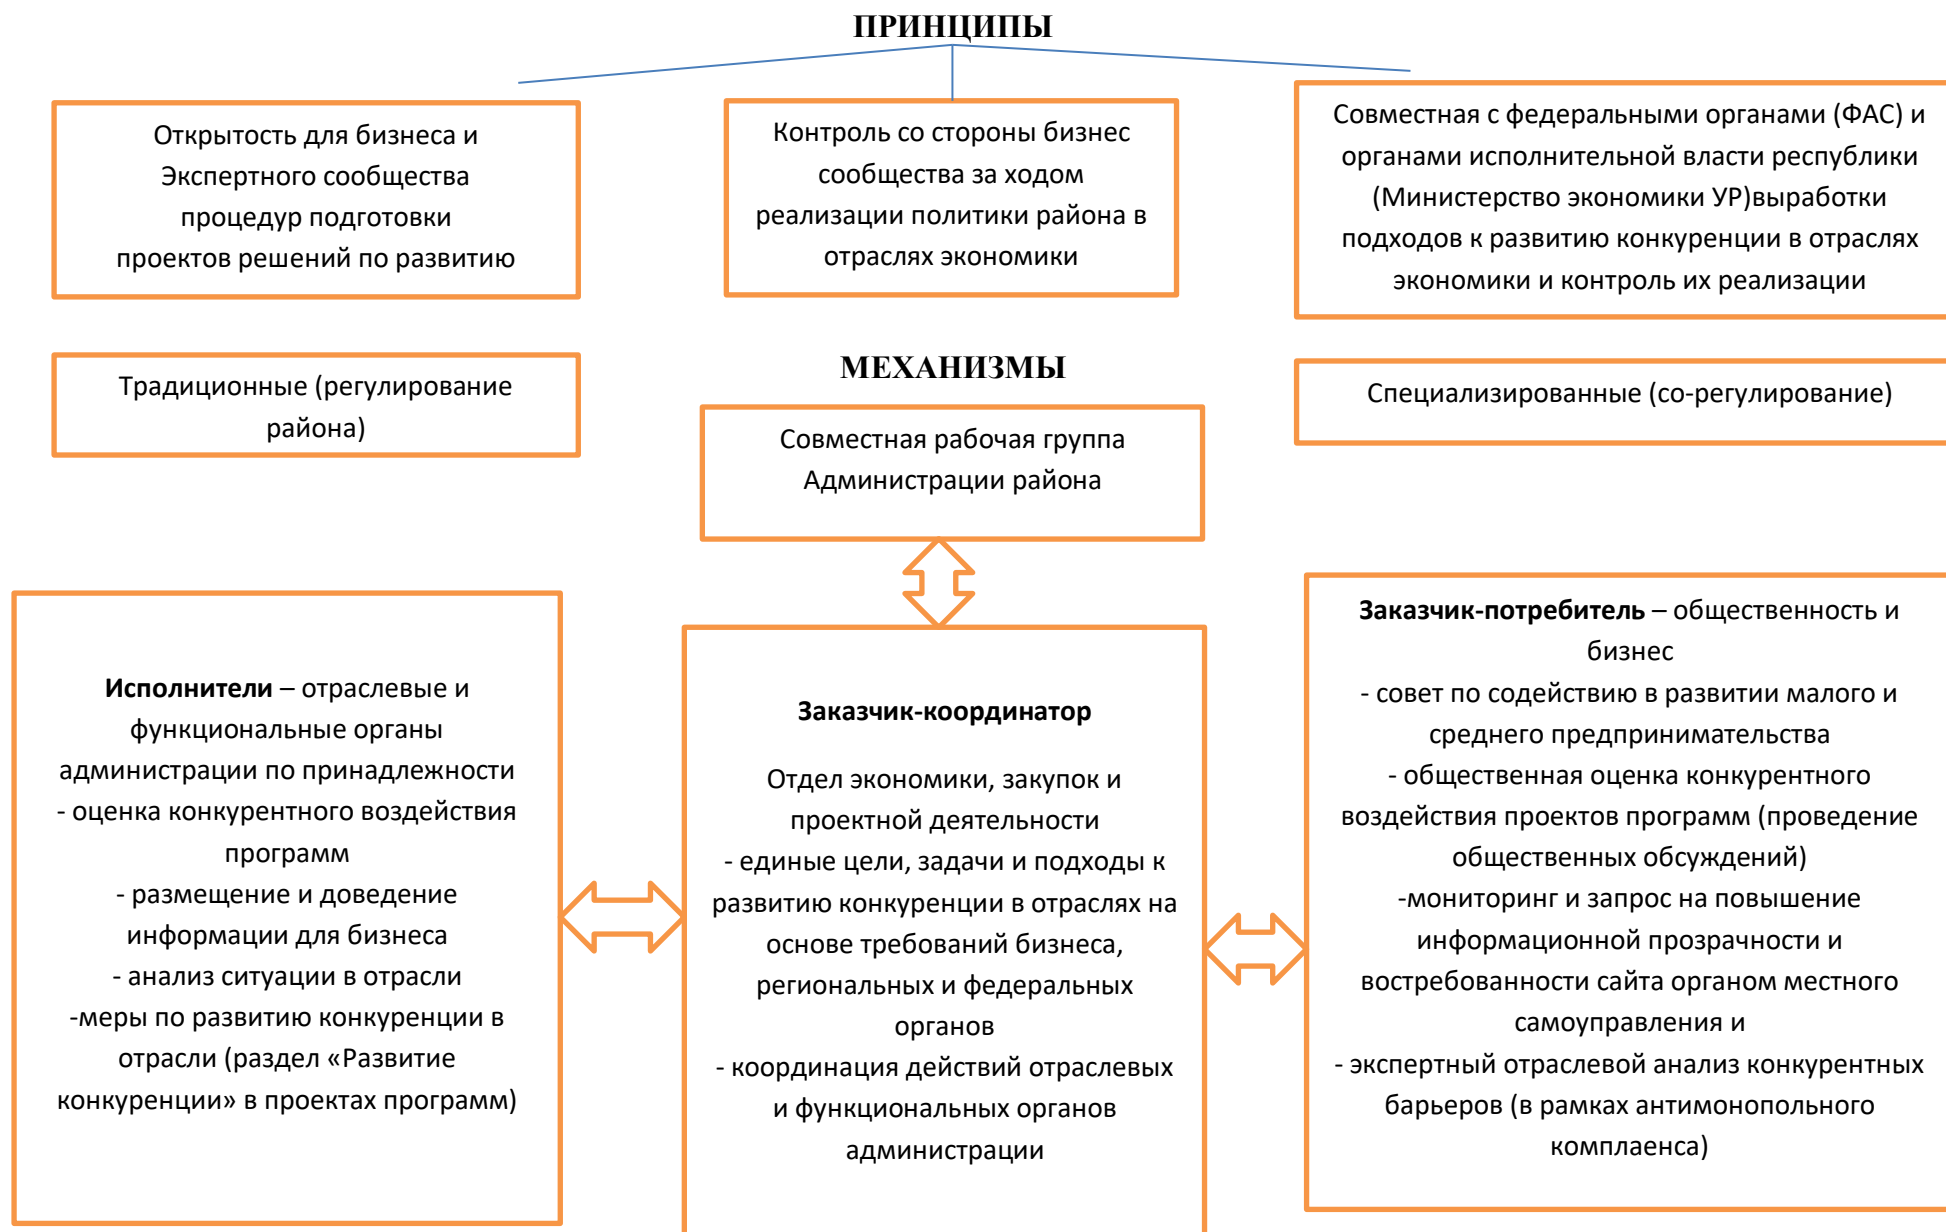 ПРИНЦИПЫ
Открытость для бизнеса и
Экспертного сообщества
процедур подготовки
проектов решений по развитию
Контроль со стороны бизнес
сообщества за ходом
реализации политики района в
отраслях экономики
Совместная с федеральными органами (ФАС) и
органами исполнительной власти республики
(Министерство экономики УР)выработки
подходов к развитию конкуренции в отраслях
экономики и контроль их реализации
МЕХАНИЗМЫ
Традиционные (регулирование
района)
Совместная рабочая группа
Администрации района
Специализированные (со-регулирование)
Исполнители – отраслевые и
функциональные органы
администрации по принадлежности
- оценка конкурентного воздействия
программ
- размещение и доведение
информации для бизнеса
- анализ ситуации в отрасли
-меры по развитию конкуренции в
отрасли (раздел «Развитие
конкуренции» в проектах программ)
Заказчик-координатор
Отдел экономики, закупок и
проектной деятельности
- единые цели, задачи и подходы к
развитию конкуренции в отраслях на
основе требований бизнеса,
региональных и федеральных
органов
- координация действий отраслевых
и функциональных органов
администрации
Заказчик-потребитель – общественность и
бизнес
- совет по содействию в развитии малого и
среднего предпринимательства
- общественная оценка конкурентного
воздействия проектов программ (проведение
общественных обсуждений)
-мониторинг и запрос на повышение
информационной прозрачности и
востребованности сайта органом местного
самоуправления и
- экспертный отраслевой анализ конкурентных
барьеров (в рамках антимонопольного
комплаенса)